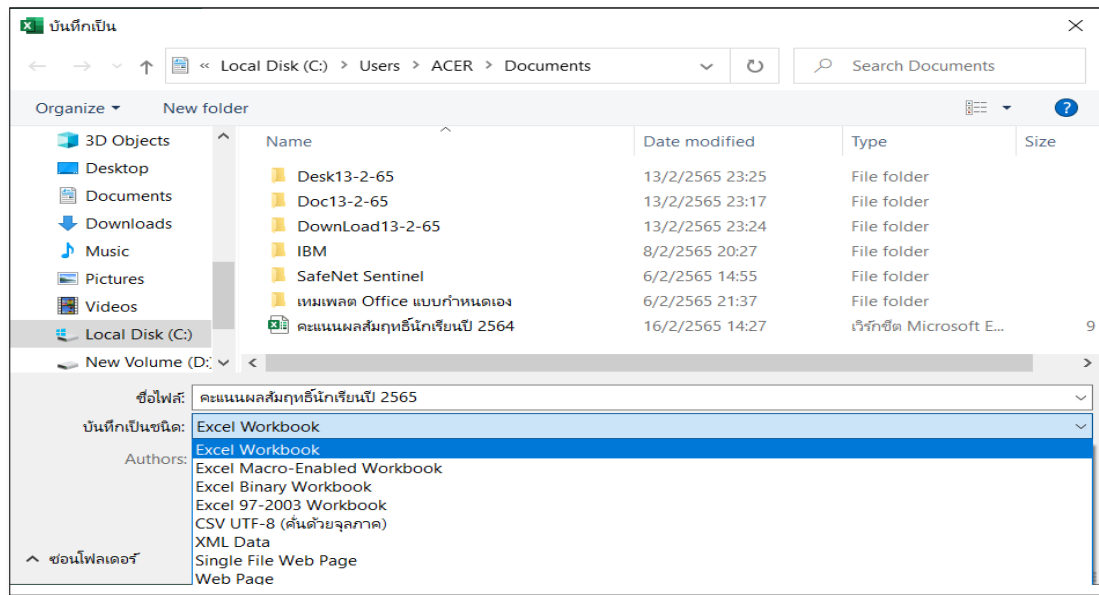 บันทึกเป็น
« Local Disk (C:) > Users > ACER > Documents
Search Documents
Organize
New folder
?
3D Objects
Desktop
Documents
Downloads
Music
Pictures
Videos
Local Disk (C:)
New Volume (D:
Name Date modified Type Size
Desk13-2-65 13/2/2565 23:25 File folder
Doc13-2-65 13/2/2565 23:17 File folder
DownLoad13-2-65 13/2/2565 23:24 File folder
IBM 8/2/2565 20:27 File folder
SafeNet Sentinel 6/2/2565 14:55 File folder
เทมเพลต Office แบบกำหนดเอง 6/2/2565 21:37 File folder
คะแนนผลสัมฤทธิ์นักเรียนปี 2564 16/2/2565 14:27 เวิร์กชีต Microsoft E... 9
ชื่อไฟล์: คะแนนผลสัมฤทธิ์นักเรียนปี 2565
บันทึกเป็นชนิด: Excel Workbook
Authors:
Excel Workbook
Excel Macro-Enabled Workbook
Excel Binary Workbook
Excel 97-2003 Workbook
CSV UTF-8 (คั่นด้วยจุลภาค)
XML Data
Single File Web Page
Web Page
ซ่อนโฟลเดอร์